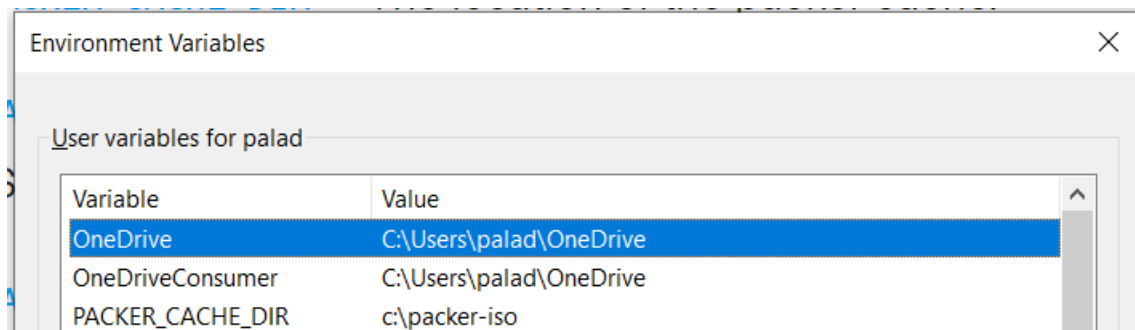 Environment Variables
User variables for palad
Variable Value
OneDrive C:\Users\palad\OneDrive
OneDriveConsumer C:\Users\palad\OneDrive
PACKER_CACHE_DIR c:\packer-iso